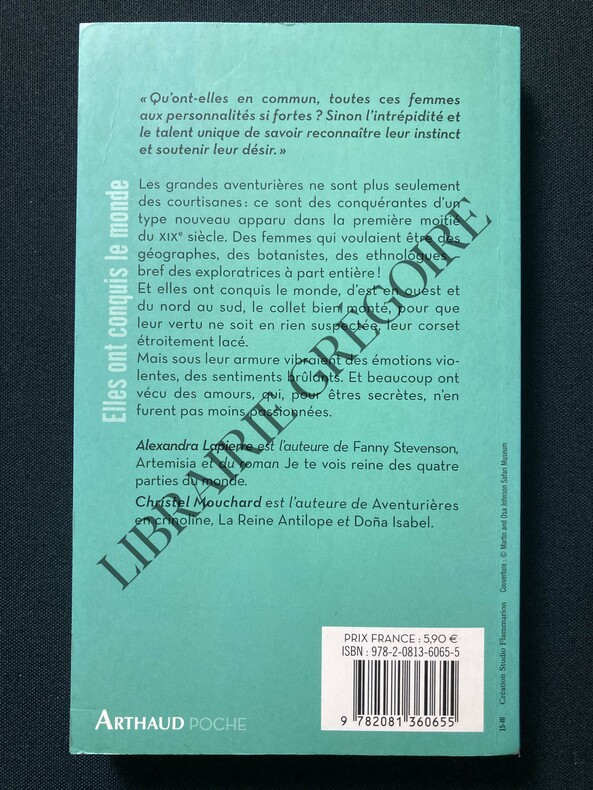 « Qu'ont-elles en commun, toutes ces femmes
aux personnalités si fortes ? Sinon l'intrépidité et
le talent unique de savoir reconnaître leur instinct
et soutenir leur désir. »
Elles ont conquis le monde
Les grandes aventurières ne sont plus seulement
des courtisanes : ce sont des conquérantes d'un
type nouveau apparu dans la première moitié
du XIXe siècle. Des femmes qui voulaient être des
géographes, des botanistes, des ethnologues –
bref des exploratrices à part entière !
Et elles ont conquis le monde, d'est en ouest et
du nord au sud, le collet bien monté, pour que
leur vertu ne soit en rien suspectée, leur corset
étroitement lacé.
Mais sous leur armure vibraient des émotions vio-
lentes, des sentiments brûlants. Et beaucoup ont
vécu des amours, qui, pour êtres secrètes, n'en
furent pas moins passionnées.
Alexandra Lapierre est l'auteure de Fanny Stevenson,
Artemisia et du roman Je te vois reine des quatre
parties du monde.
Christel Mouchard est l'auteure de Aventurières
en crinoline, La Reine Antilope et Doña Isabel.
LIBRAIRIE GRÉGOIRE
PRIX FRANCE : 5,90 €
ISBN : 978-2-0813-6065-5
9 782081 360655
ARTHAUD POCHE
15-III Création Studio Flammarion Couverture : © Martin and Osa Johnson Safari Museum